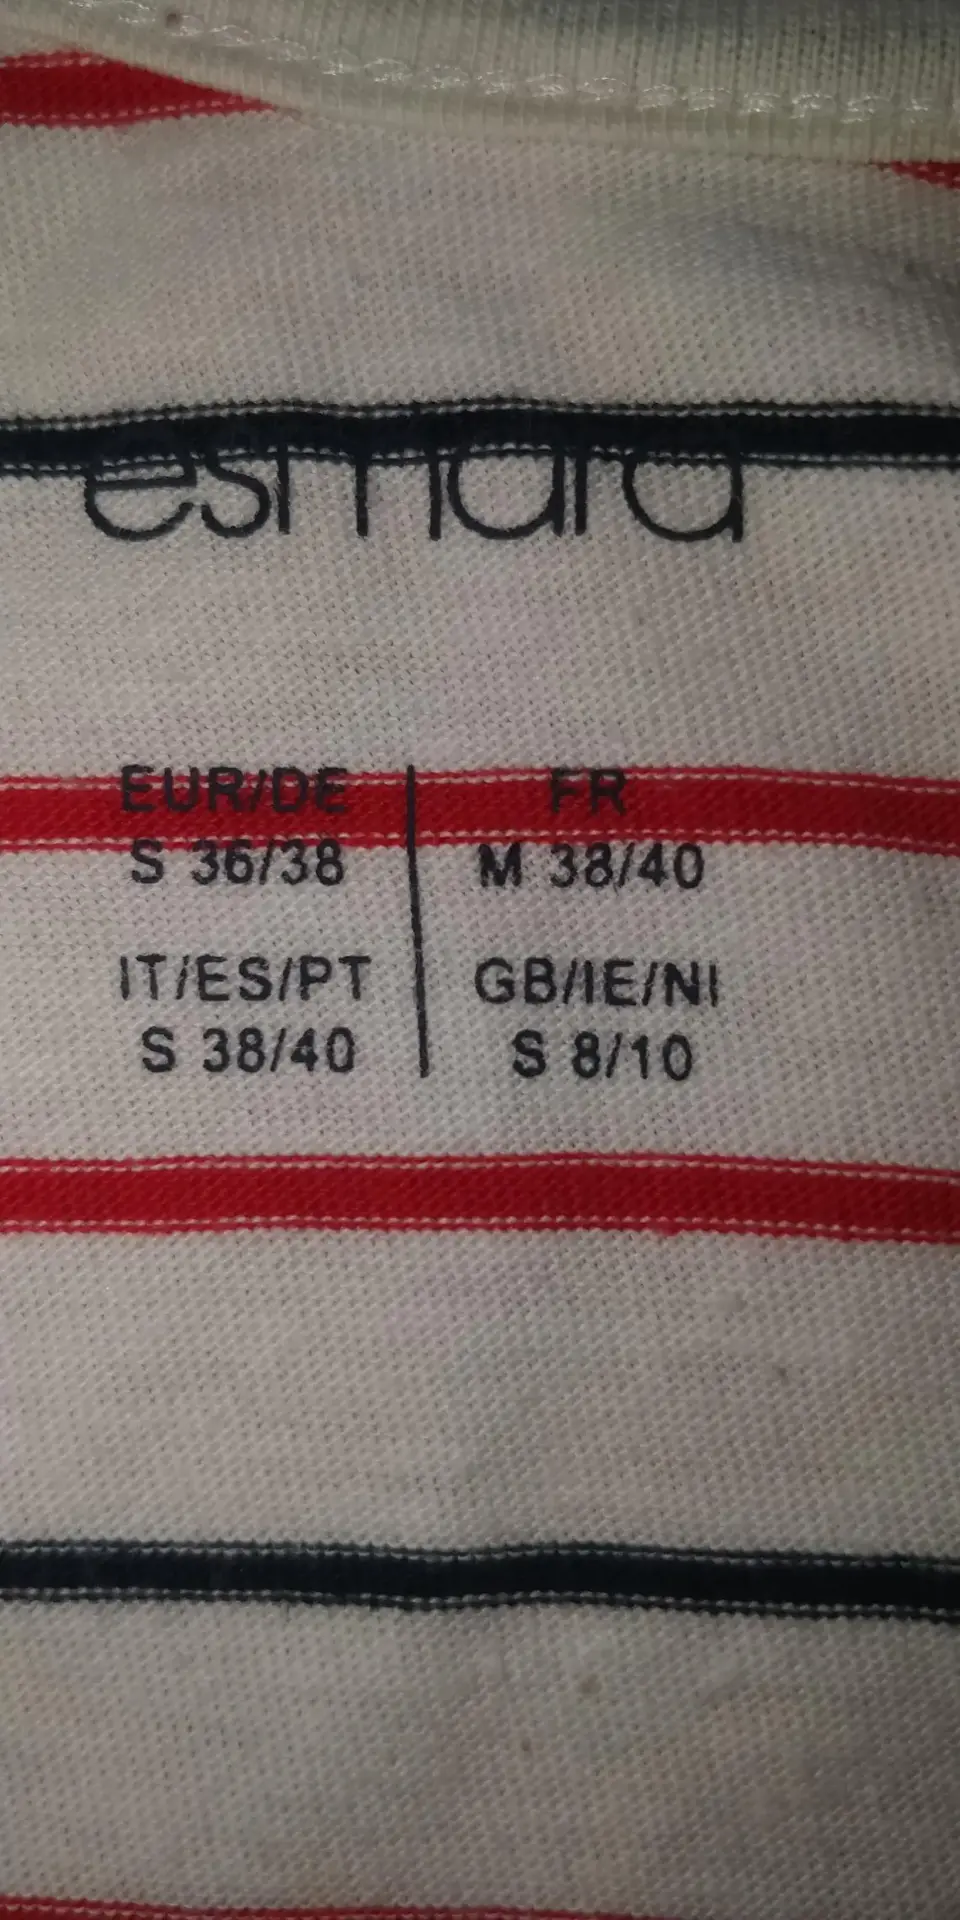 esmara
EUR/DE
S 36/38
FR
M 38/40
IT/ES/PT
S 38/40
GB/IE/NI
S 8/10